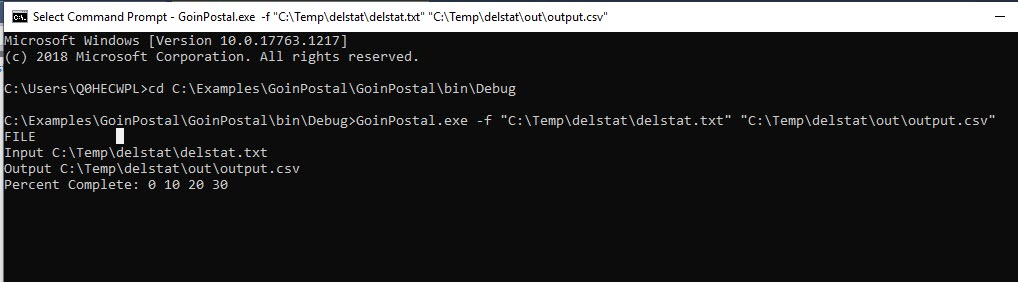 Select Command Prompt - GoinPostal.exe -f "C:\Temp\delstat\delstat.txt" "C:\Temp\delstat\out\output.csv"
Microsoft Windows [Version 10.0.17763.1217]
(c) 2018 Microsoft Corporation. All rights reserved.
C:\Users\Q0HECWPL>cd C:\Examples\GoinPostal\GoinPostal\bin\Debug
C:\Examples\GoinPostal\GoinPostal\bin\Debug>GoinPostal.exe -f "C:\Temp\delstat\delstat.txt" "C:\Temp\delstat\out\output.csv"
FILE
Input C:\Temp\delstat\delstat.txt
Output C:\Temp\delstat\out\output.csv
Percent Complete: 0 10 20 30